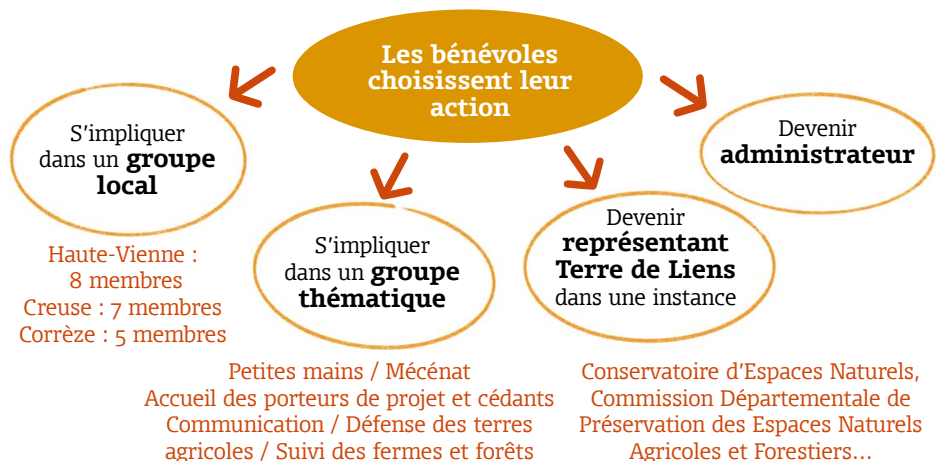 Les bénévoles
choisissent leur
action
S'impliquer
dans un groupe
local
Haute-Vienne :
8 membres
Creuse : 7 membres
Corrèze : 5 membres
S'impliquer
dans un groupe
thématique
Petites mains / Mécénat
Accueil des porteurs de projet et cédants
Communication / Défense des terres
agricoles / Suivi des fermes et forêts
Devenir
représentant
Terre de Liens
dans une instance
Conservatoire d'Espaces Naturels,
Commission Départementale de
Préservation des Espaces Naturels
Agricoles et Forestiers...
Devenir
administrateur